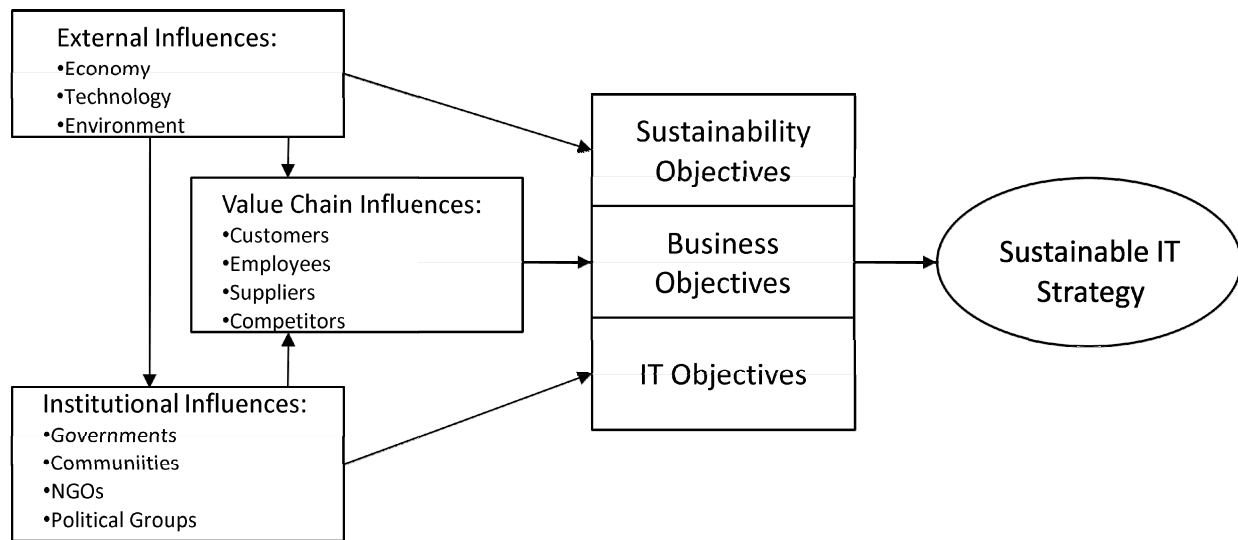 External Influences:
•Economy
•Technology
•Environment
Value Chain Influences:
•Customers
•Employees
•Suppliers
•Competitors
Institutional Influences:
•Governments
•Communiities
•NGOs
•Political Groups
Sustainability
Objectives
Business
Objectives
IT Objectives
Sustainable IT
Strategy